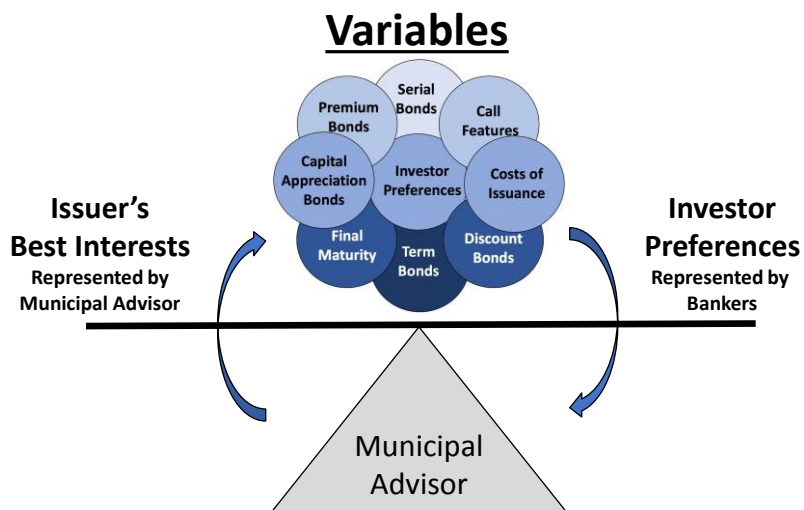 Variables
Serial
Bonds
Premium
Bonds
Call
Features
Capital
Appreciation
Bonds
Investor
Preferences
Costs of
Issuance
Final
Maturity
Term
Bonds
Discount
Bonds
Issuer’s
Best Interests
Represented by
Municipal Advisor
Investor
Preferences
Represented by
Bankers
Municipal
Advisor